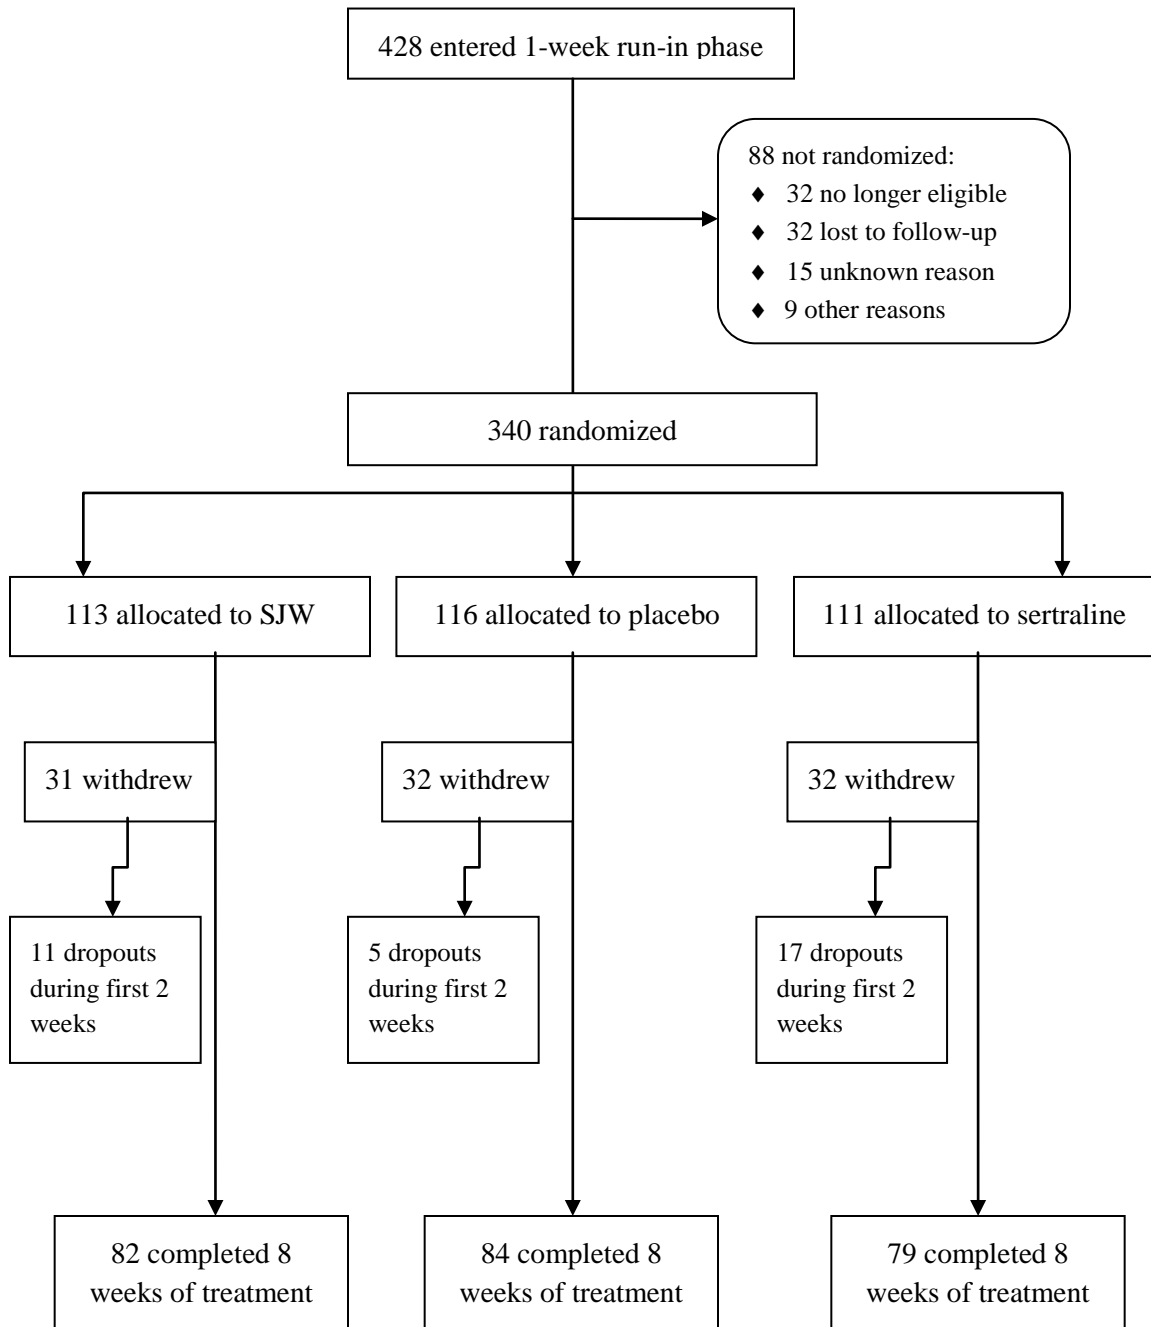 428 entered 1-week run-in phase
88 not randomized:
♦ 32 no longer eligible
♦ 32 lost to follow-up
♦ 15 unknown reason
♦ 9 other reasons
340 randomized
113 allocated to SJW
116 allocated to placebo
111 allocated to sertraline
31 withdrew
32 withdrew
32 withdrew
11 dropouts
during first 2
weeks
5 dropouts
during first 2
weeks
17 dropouts
during first 2
weeks
82 completed 8
weeks of treatment
84 completed 8
weeks of treatment
79 completed 8
weeks of treatment